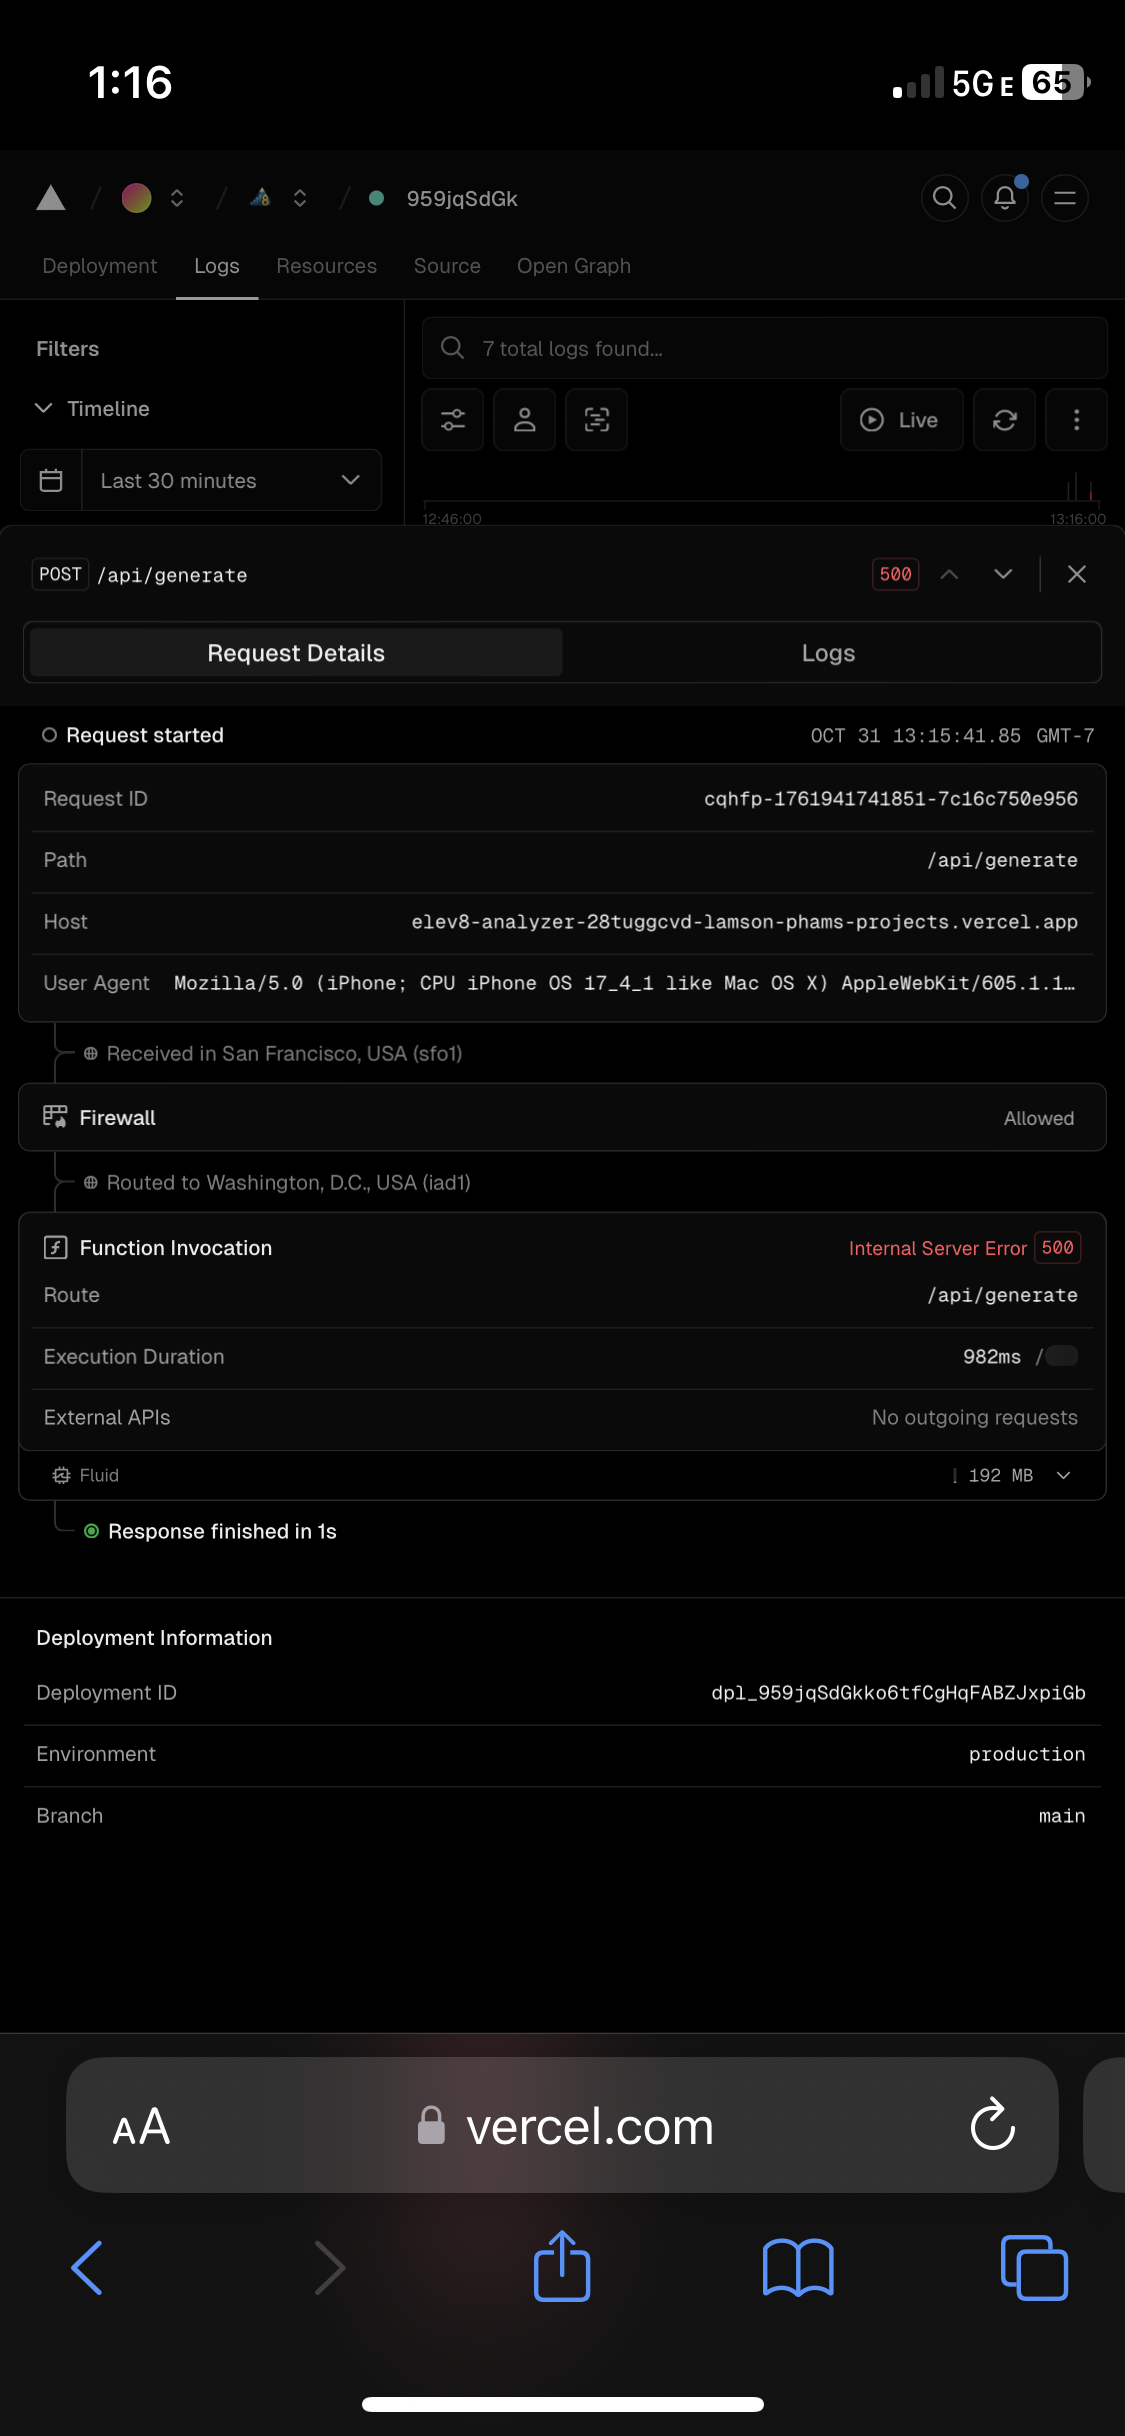 1:16
5G E 65
959jqSdGk
Deployment Logs Resources Source Open Graph
Filters
7 total logs found...
Timeline
Live
Last 30 minutes
12:46:00 13:16:00
POST /api/generate 500
Request Details Logs
Request started OCT 31 13:15:41.85 GMT-7
Request ID cqhfp-1761941741851-7c16c750e956
Path /api/generate
Host elev8-analyzer-28tuggcvd-lamson-phams-projects.vercel.app
User Agent Mozilla/5.0 (iPhone; CPU iPhone OS 17_4_1 like Mac OS X) AppleWebKit/605.1.1…
Received in San Francisco, USA (sfo1)
Firewall Allowed
Routed to Washington, D.C., USA (iad1)
Function Invocation Internal Server Error 500
Route /api/generate
Execution Duration 982ms /
External APIs No outgoing requests
Fluid 192 MB
Response finished in 1s
Deployment Information
Deployment ID dpl_959jqSdGkko6tfCgHqFABZJxpiGb
Environment production
Branch main
AA vercel.com